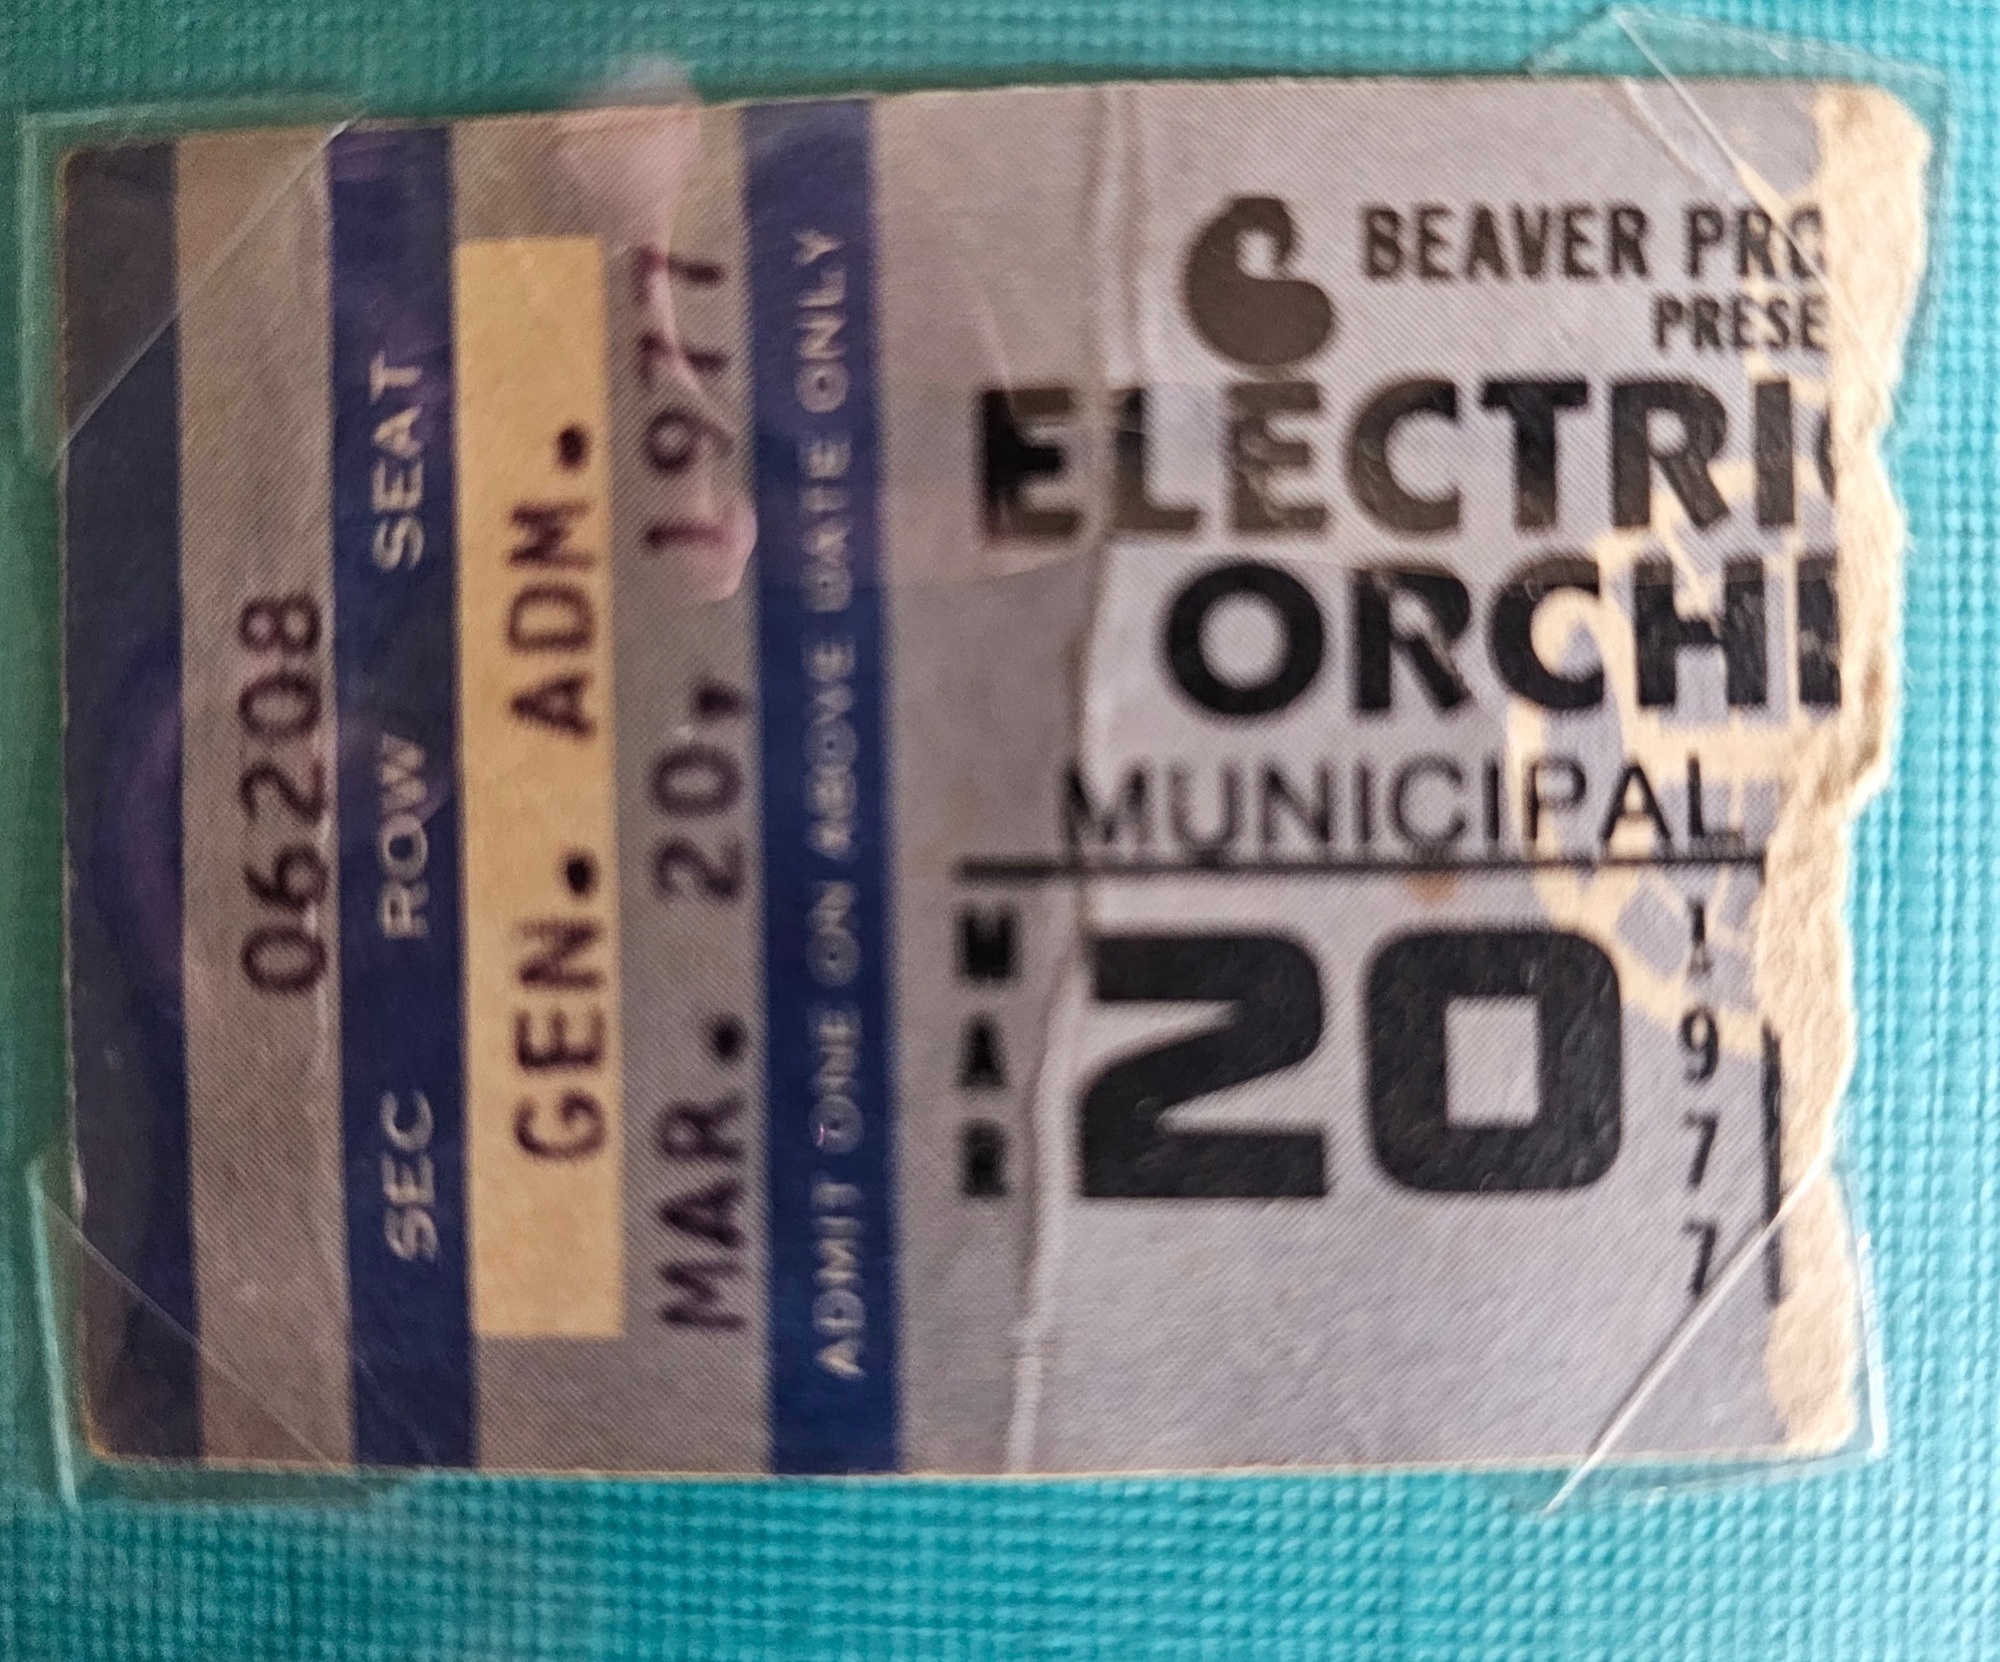 06208
SEC ROW SEAT
GEN. ADM.
MAR. 20, 1977
ADMIT ONE ON ABOVE DATE ONLY
BEAVER PRO
PRESE
ELECTRI
ORCH
MUNICIPAL
MAR 20 1977